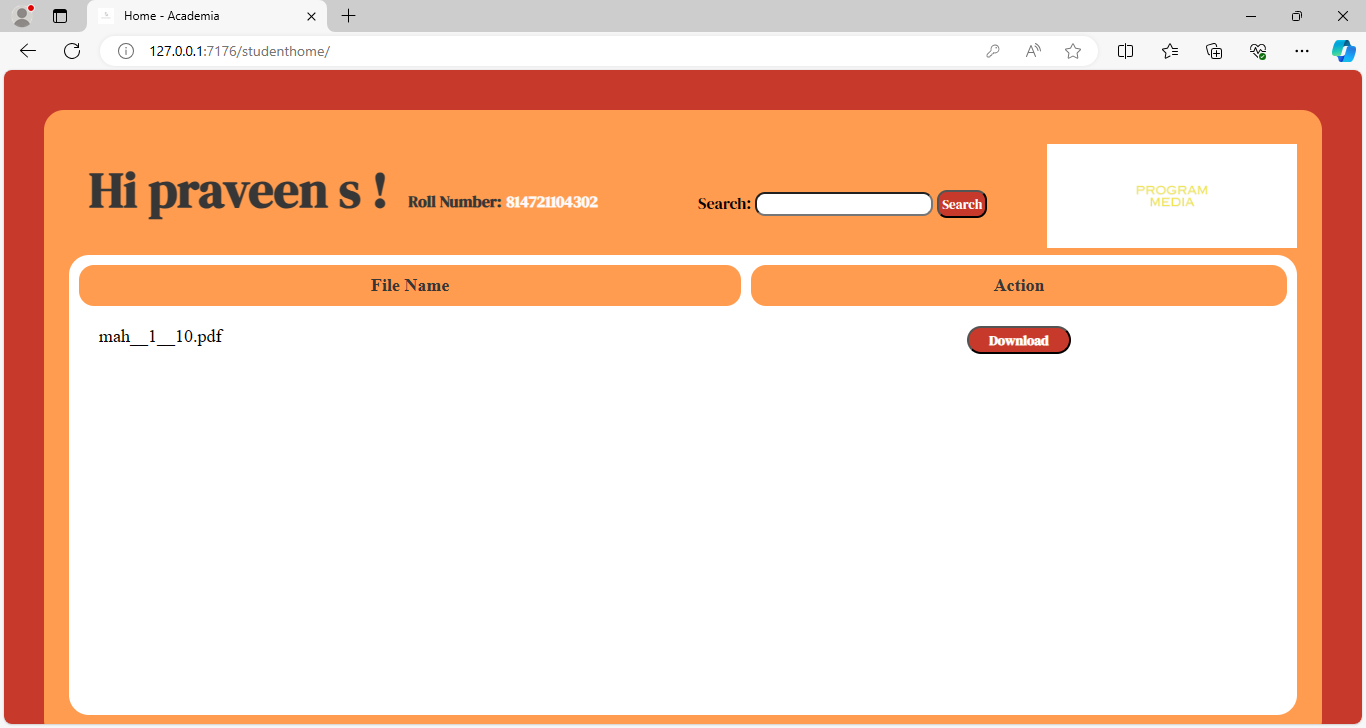 Home - Academia
127.0.0.1:7176/studenthome/
Hi praveen s !
Roll Number: 814721104302
Search:
Search
PROGRAM
MEDIA
File Name
Action
mah__1__10.pdf
Download